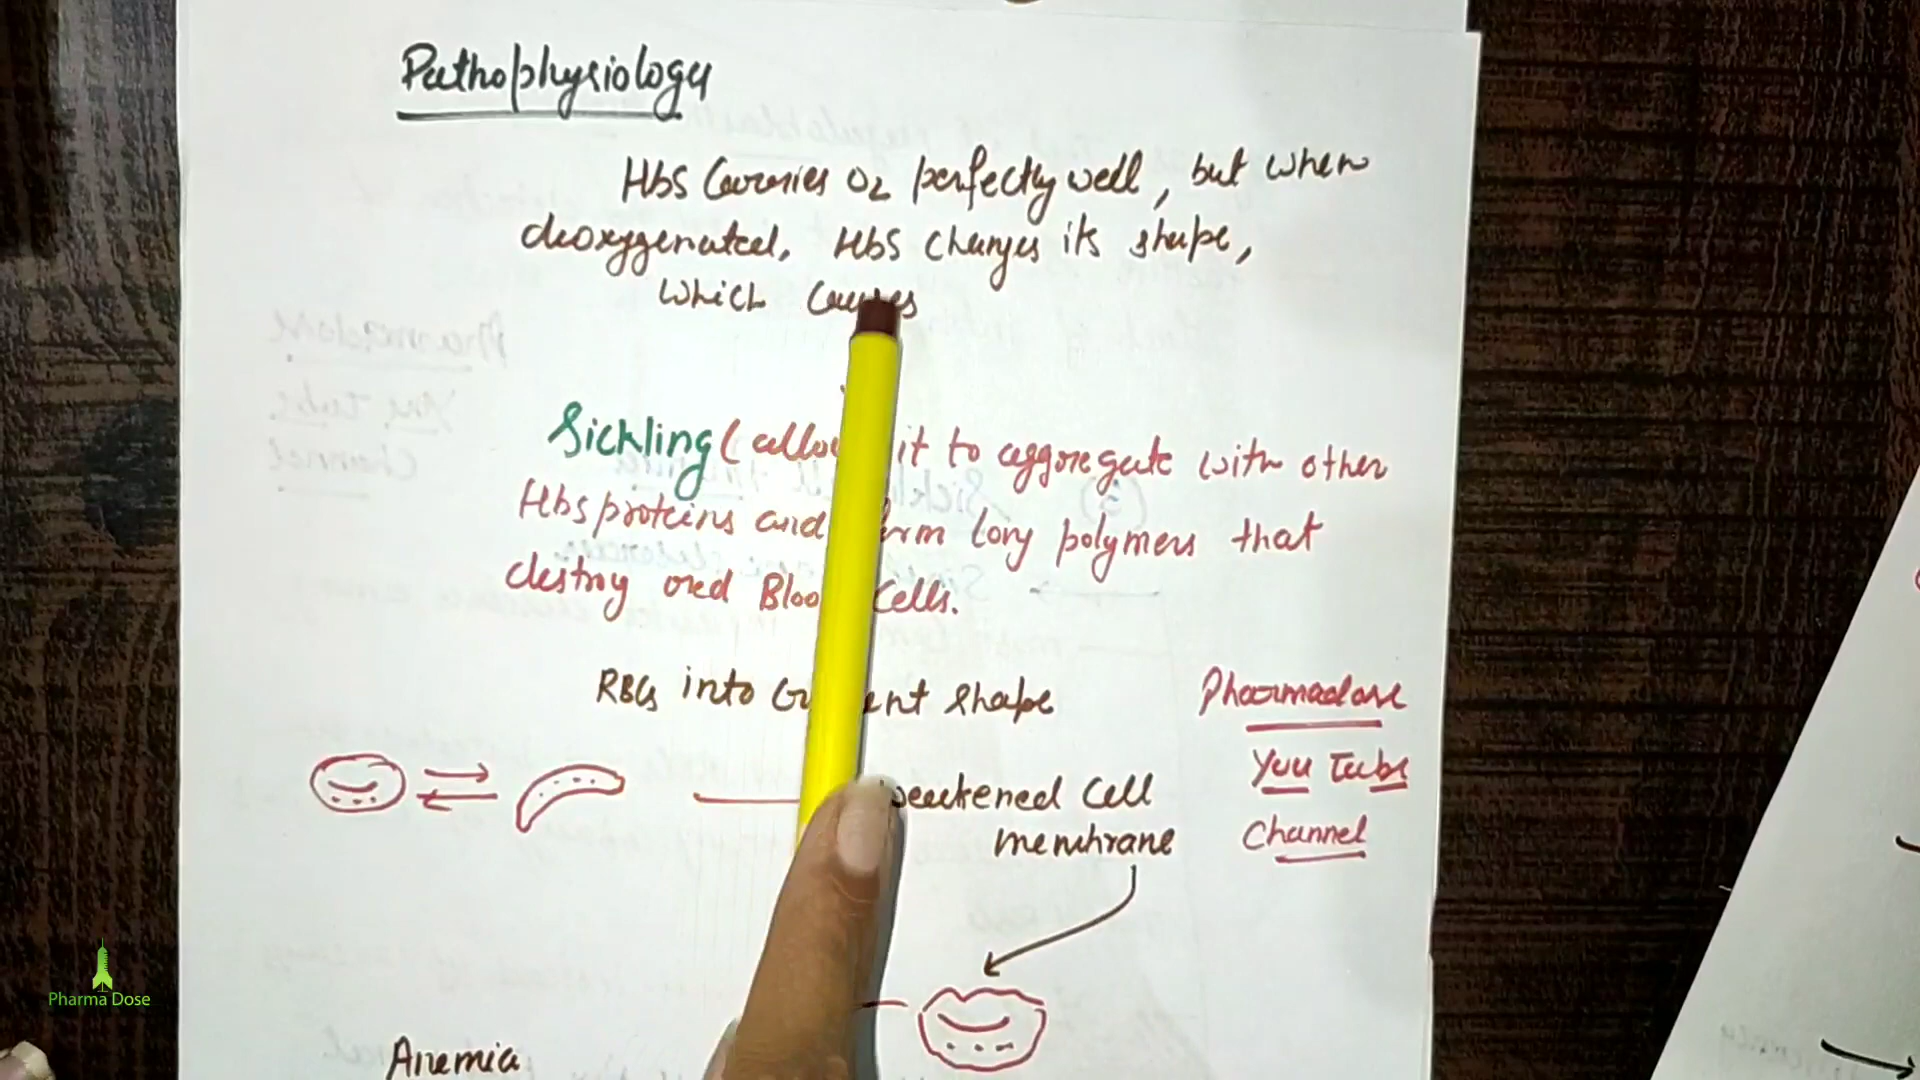 Pathophysiology
HbS Carries O2 perfectly well, but when
deoxygenated, HbS Changes its shape,
which Causes
Sickling ( it to aggregate with other
Hbs proteins and long polymers that
destroy red Cells.
RBCs into shape
Pharmadose
You Tube
Channel
weakened Cell
membrane
Anemia
Pharma Dose